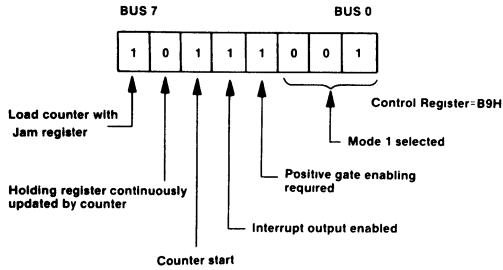 BUS 7 BUS 0
1 0 1 1 1 0 0 1
Load counter with
Jam register
Control Register=B9H
Mode 1 selected
Positive gate enabling
required
Holding register continuously
updated by counter
Interrupt output enabled
Counter start